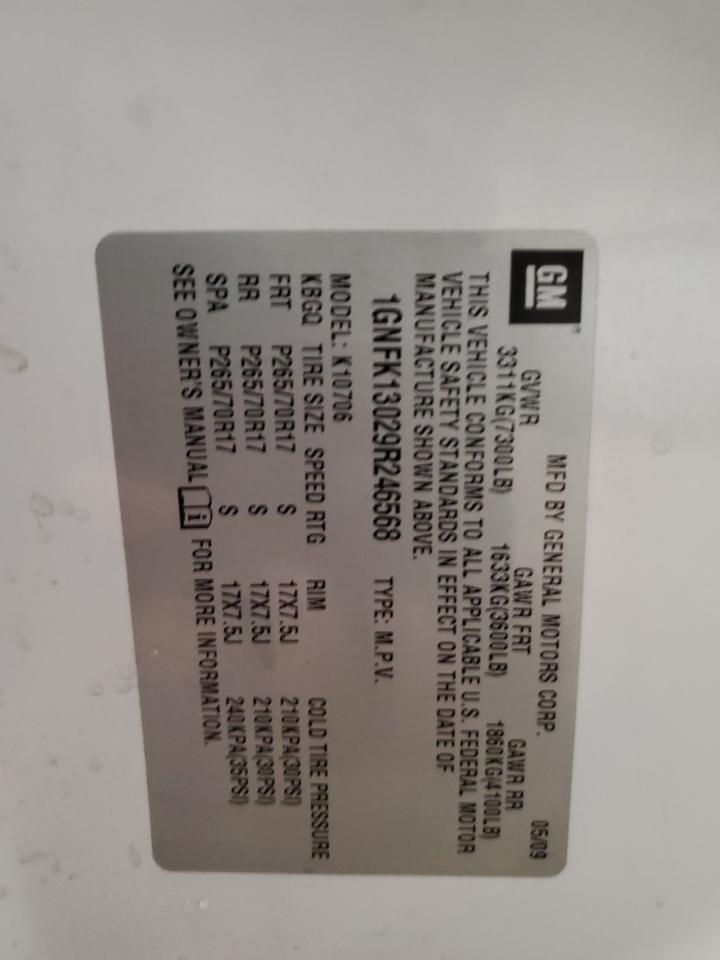 GM
MFD BY GENERAL MOTORS CORP. 05/09
GVWR GAWR FRT GAWR RR
3311KG(7300LB) 1633KG(3600LB) 1860KG(4100LB)
THIS VEHICLE CONFORMS TO ALL APPLICABLE U.S. FEDERAL MOTOR
VEHICLE SAFETY STANDARDS IN EFFECT ON THE DATE OF
MANUFACTURE SHOWN ABOVE.
1GNFK13029R246568 TYPE: M.P.V.
MODEL: K10706
KBGQ TIRE SIZE SPEED RTG RIM COLD TIRE PRESSURE
FRT P265/70R17 S 17X7.5J 210KPA(30PSI)
RR P265/70R17 S 17X7.5J 210KPA(30PSI)
SPA P265/70R17 S 17X7.5J 240KPA(35PSI)
SEE OWNER'S MANUAL i FOR MORE INFORMATION.